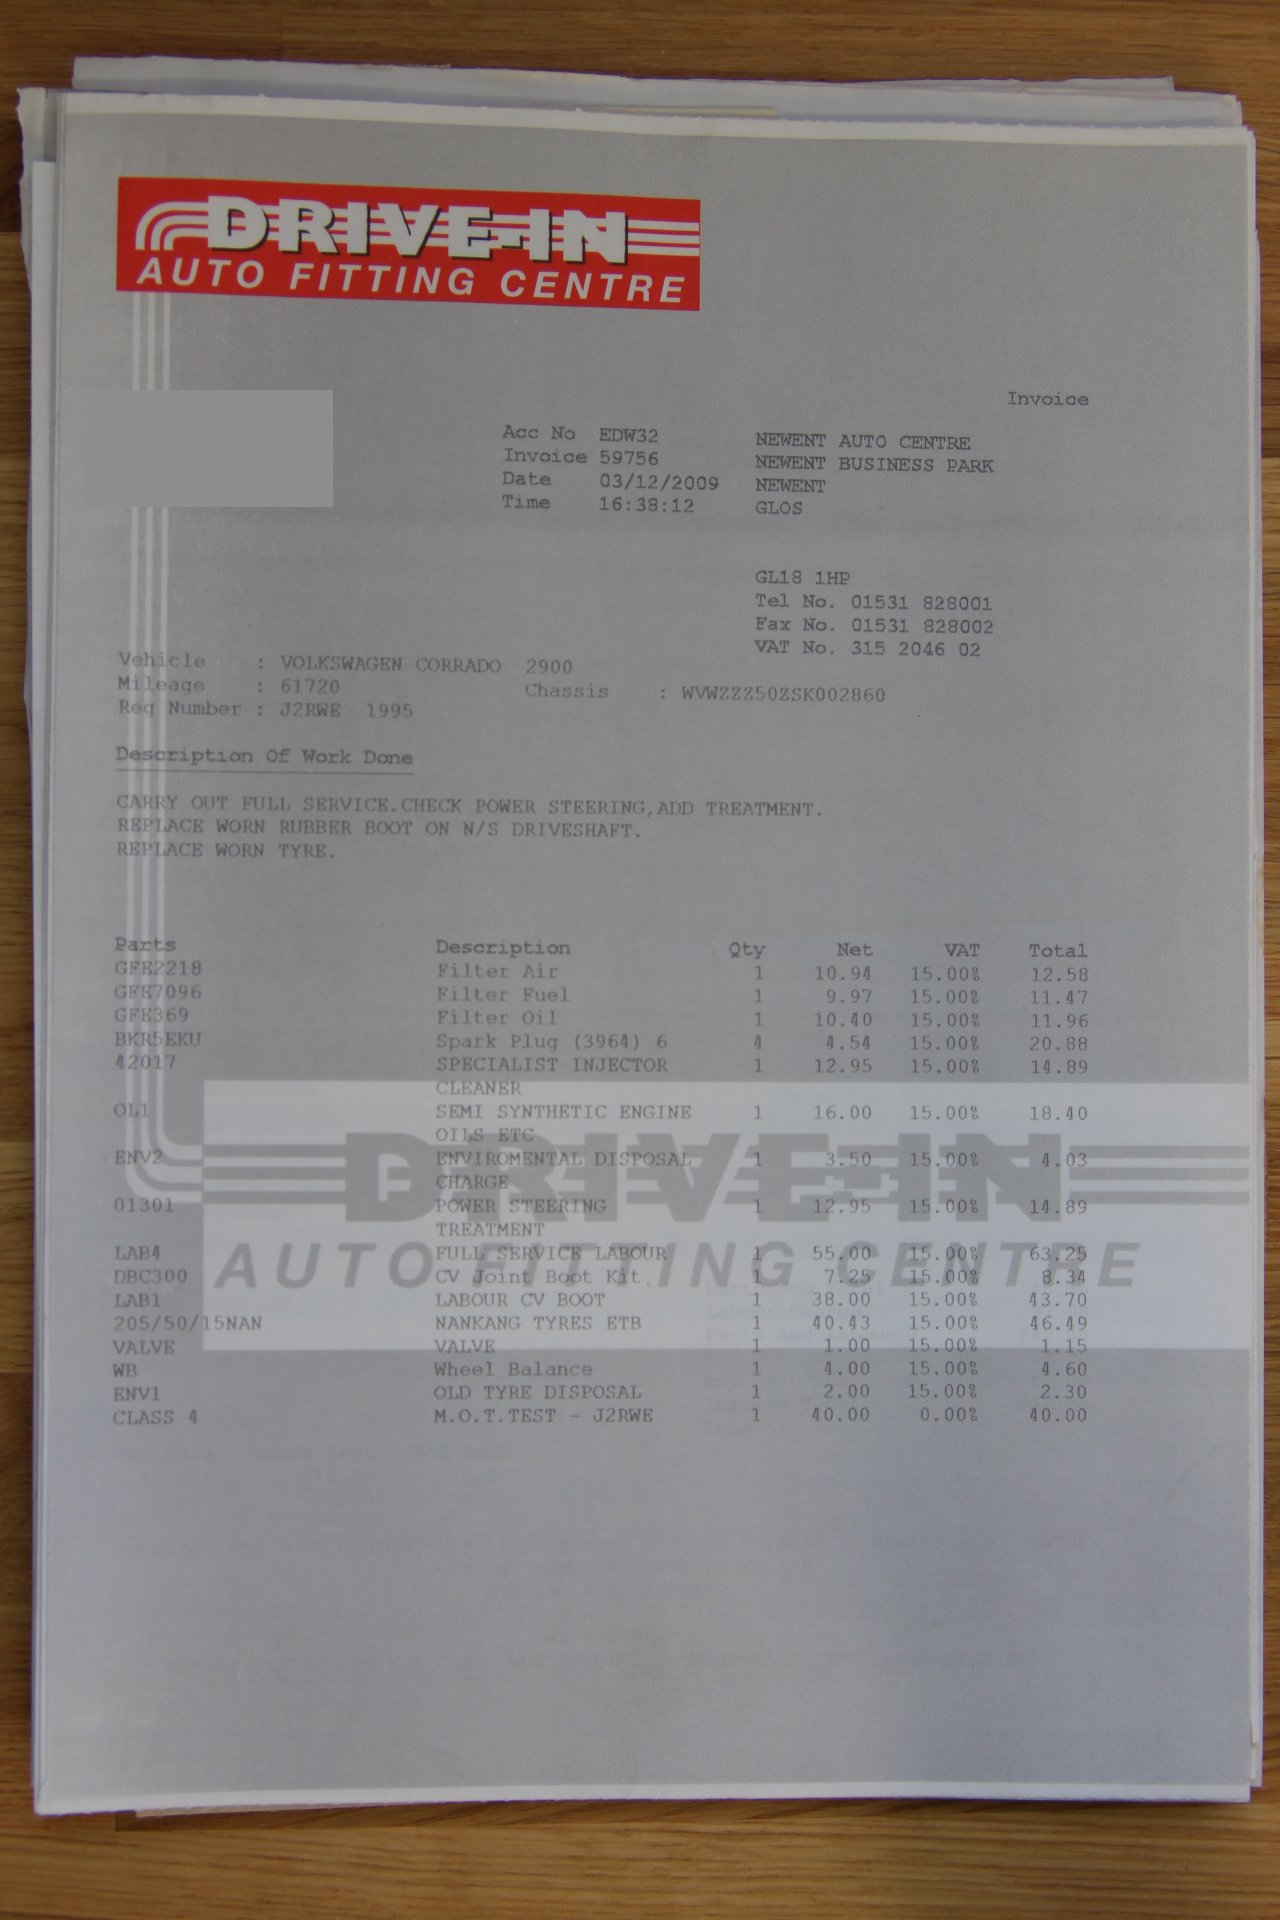 DRIVE-IN
AUTO FITTING CENTRE
Invoice
Acc No EDW32
Invoice 59756
Date 03/12/2009
Time 16:38:12
NEWENT AUTO CENTRE
NEWENT BUSINESS PARK
NEWENT
GLOS
GL18 1HP
Tel No. 01531 828001
Fax No. 01531 828002
VAT No. 315 2046 02
Vehicle : VOLKSWAGEN CORRADO 2900
Mileage : 61720 Chassis : WVWZZZ50ZSK002860
Reg Number : J2RWE 1995
Description Of Work Done
CARRY OUT FULL SERVICE.CHECK POWER STEERING,ADD TREATMENT.
REPLACE WORN RUBBER BOOT ON N/S DRIVESHAFT.
REPLACE WORN TYRE.
Parts Description Qty Net VAT Total
GFE2218 Filter Air 1 10.94 15.00% 12.58
GFE7096 Filter Fuel 1 9.97 15.00% 11.47
GFE369 Filter Oil 1 10.40 15.00% 11.96
BKR5EKU Spark Plug (3964) 6 4 4.54 15.00% 20.88
42017 SPECIALIST INJECTOR 1 12.95 15.00% 14.89
CLEANER
OL1 SEMI SYNTHETIC ENGINE 1 16.00 15.00% 18.40
OILS ETC
ENV2 ENVIROMENTAL DISPOSAL 1 3.50 15.00% 4.03
CHARGE
01301 POWER STEERING 1 12.95 15.00% 14.89
TREATMENT
LAB4 FULL SERVICE LABOUR 1 55.00 15.00% 63.25
DBC300 CV Joint Boot Kit 1 7.25 15.00% 8.34
LAB1 LABOUR CV BOOT 1 38.00 15.00% 43.70
205/50/15NAN NANKANG TYRES ETB 1 40.43 15.00% 46.49
VALVE VALVE 1 1.00 15.00% 1.15
WB Wheel Balance 1 4.00 15.00% 4.60
ENV1 OLD TYRE DISPOSAL 1 2.00 15.00% 2.30
CLASS 4 M.O.T.TEST - J2RWE 1 40.00 0.00% 40.00
DRIVE-IN
AUTO FITTING CENTRE